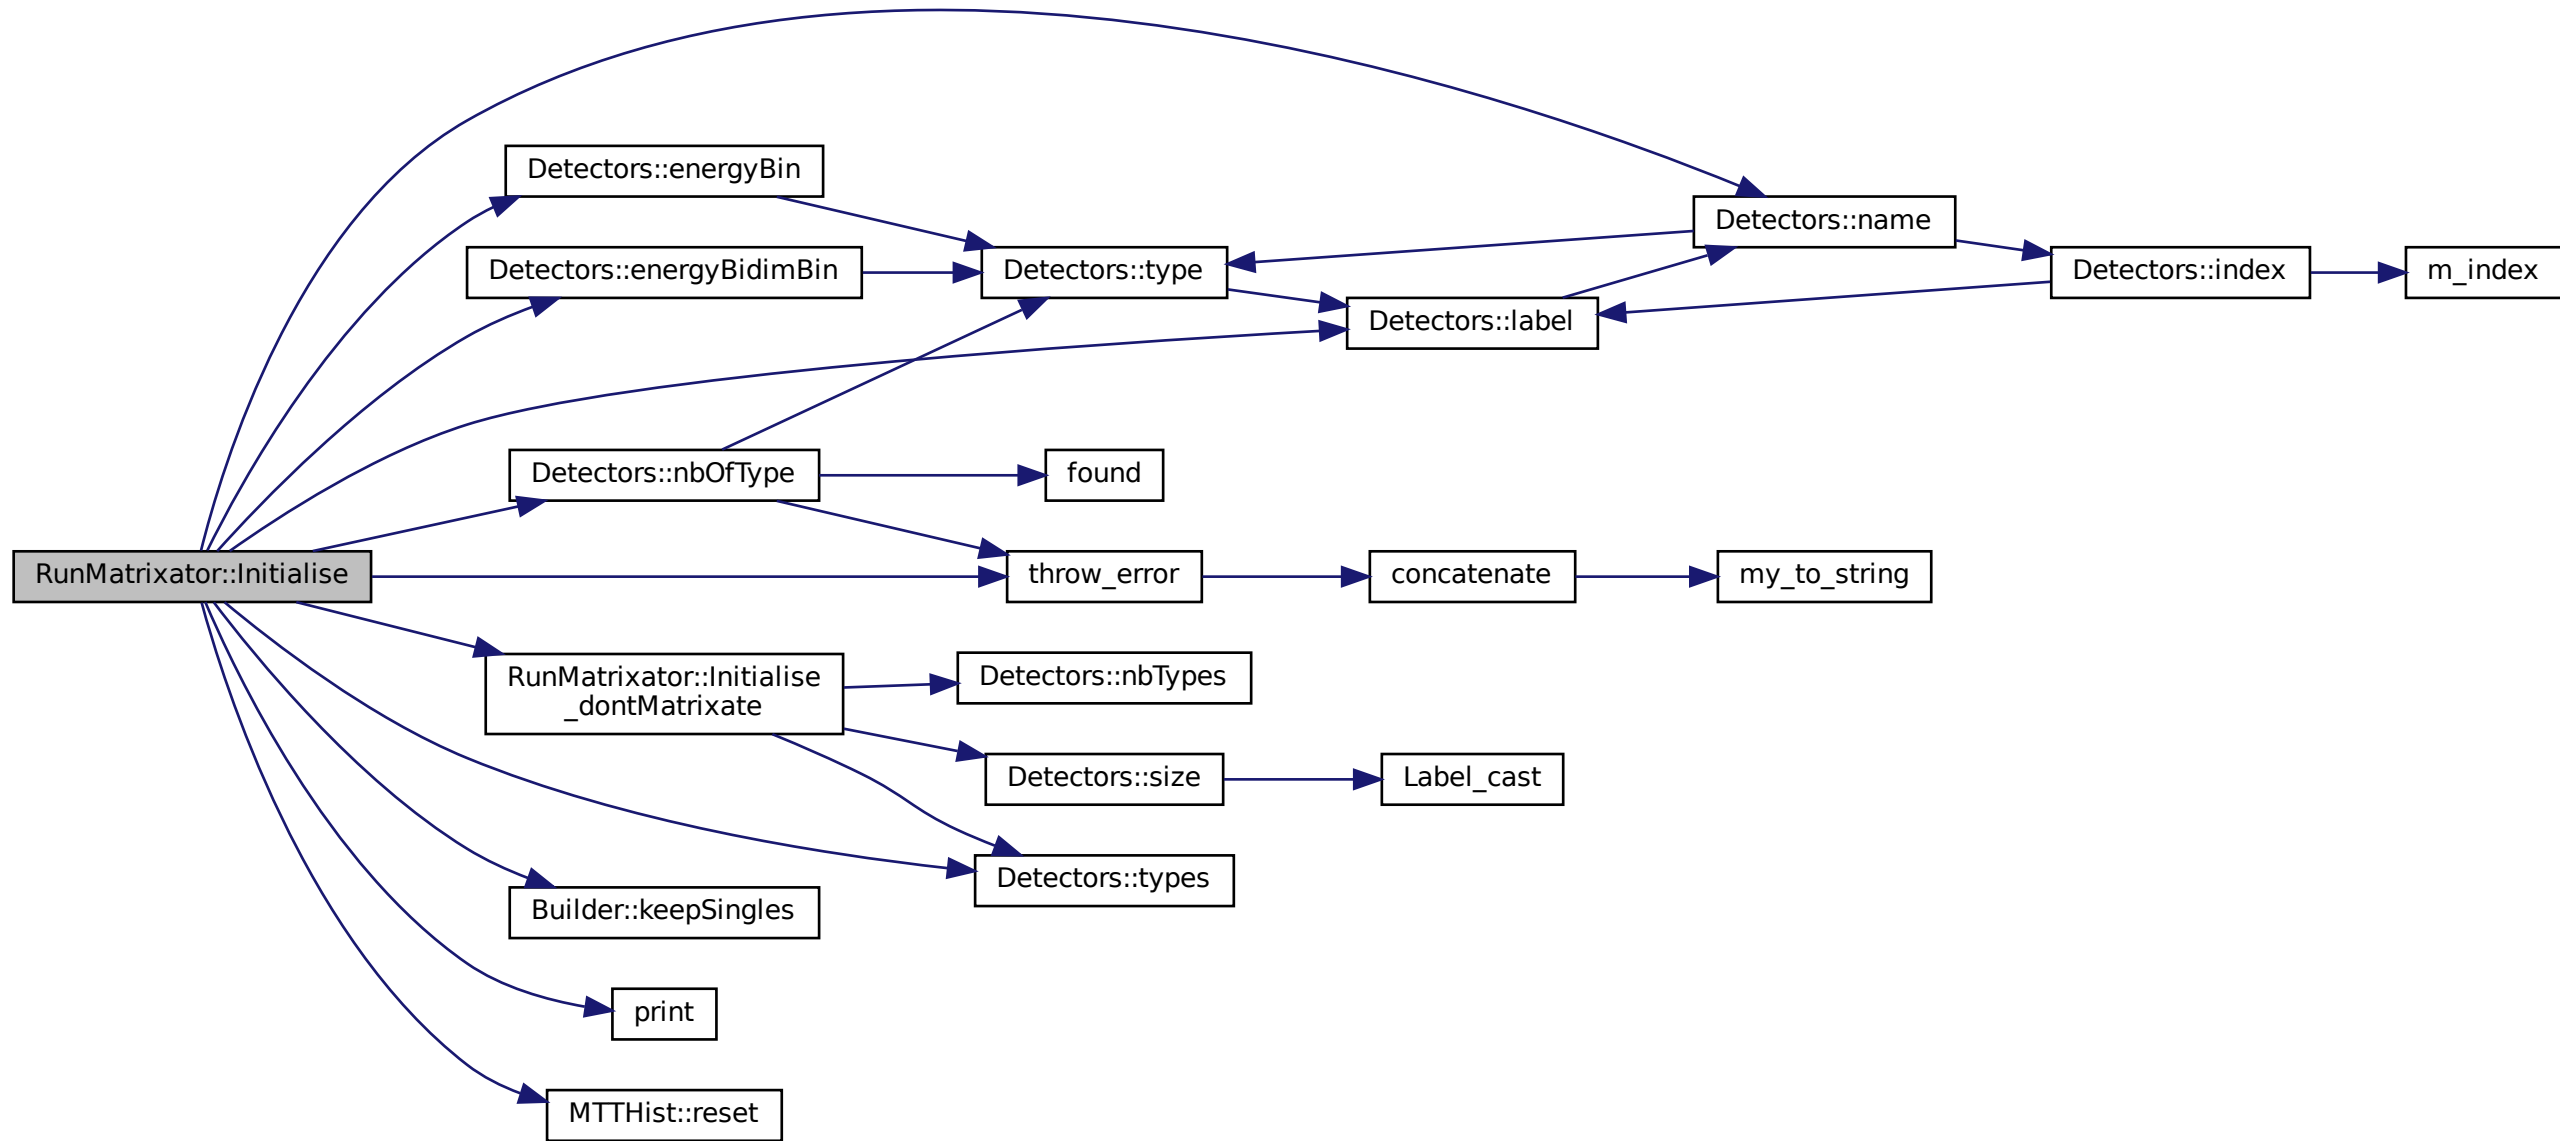 Detectors::energyBin
Detectors::name
Detectors::energyBidimBin
Detectors::type
Detectors::index
m_index
Detectors::label
Detectors::nbOfType
found
RunMatrixator::Initialise
throw_error
concatenate
my_to_string
RunMatrixator::Initialise
_dontMatrixate
Detectors::nbTypes
Detectors::size
Label_cast
Detectors::types
Builder::keepSingles
print
MTTHist::reset